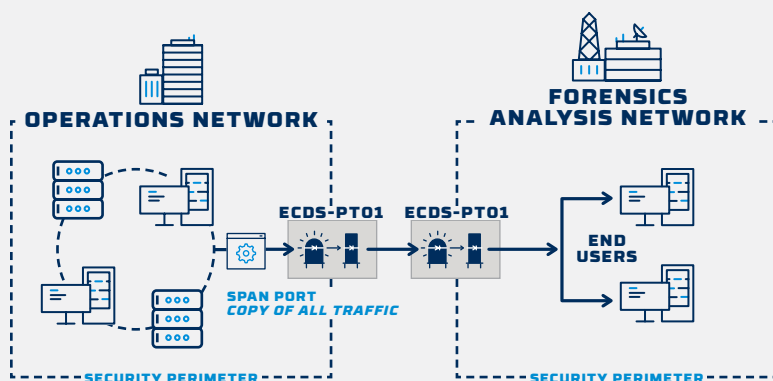 OPERATIONS NETWORK
FORENSICS
ANALYSIS NETWORK
ECDS-PT01
ECDS-PT01
SPAN PORT
COPY OF ALL TRAFFIC
END
USERS
SECURITY PERIMETER
SECURITY PERIMETER